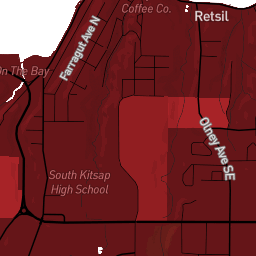 Coffee Co.
Retsil
On The Bay
Farragut Ave N
Olney Ave SE
South Kitsap
High School